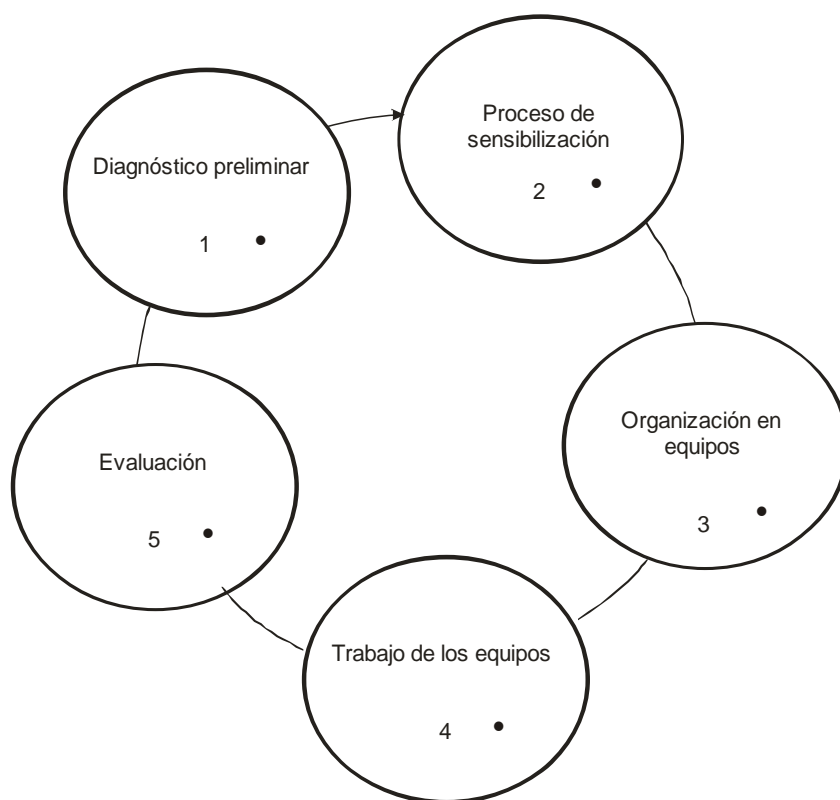 Diagnóstico preliminar
1
Proceso de
sensibilización
2
Organización en
equipos
3
Trabajo de los equipos
4
Evaluación
5